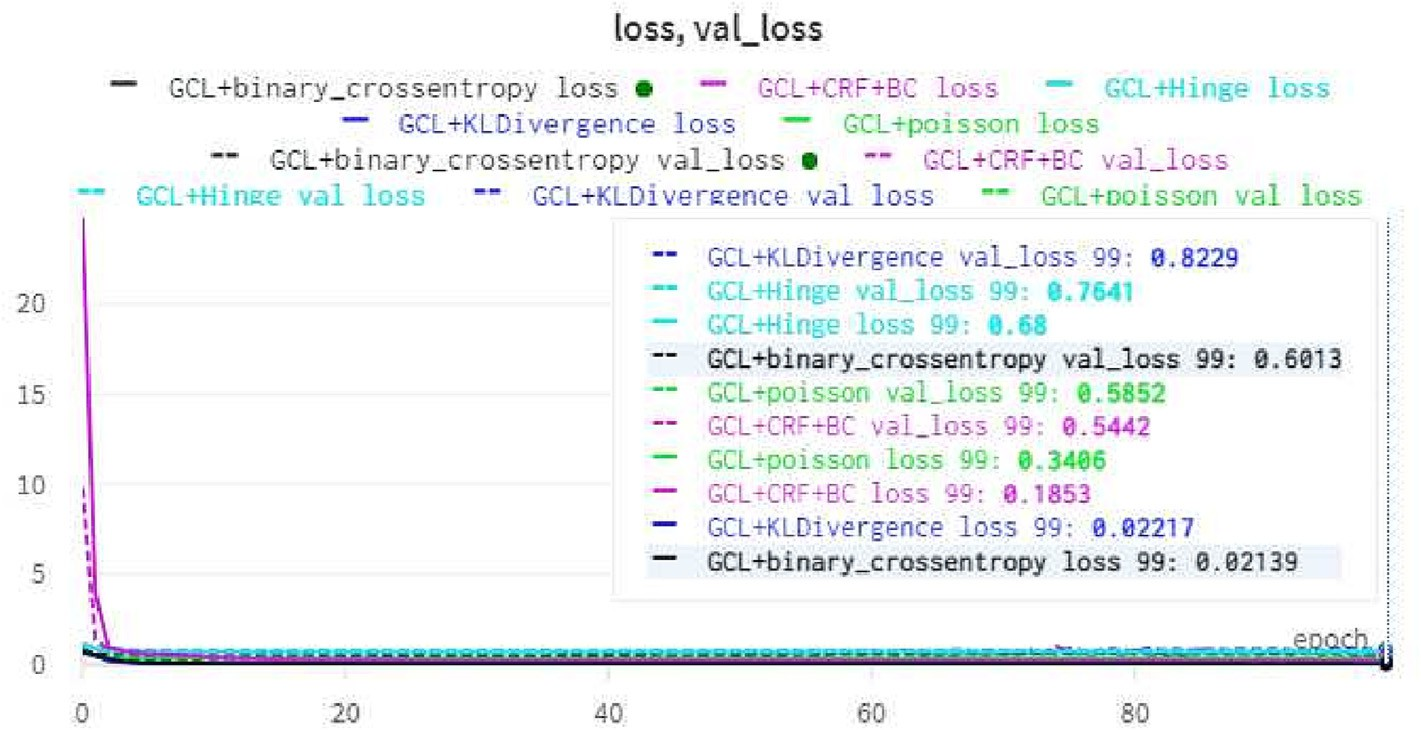 loss, val_loss
GCL+binary_crossentropy loss GCL+CRF+BC loss GCL+Hinge loss
GCL+KLDivergence loss GCL+poisson loss
GCL+binary_crossentropy val_loss GCL+CRF+BC val_loss
GCL+Hinge val loss GCL+KLDivergence val loss GCL+poisson val loss
GCL+KLDivergence val_loss 99: 0.8229
GCL+Hinge val_loss 99: 0.7641
GCL+Hinge loss 99: 0.68
GCL+binary_crossentropy val_loss 99: 0.6013
GCL+poisson val_loss 99: 0.5852
GCL+CRF+BC val_loss 99: 0.5442
GCL+poisson loss 99: 0.3406
GCL+CRF+BC loss 99: 0.1853
GCL+KLDivergence loss 99: 0.02217
GCL+binary_crossentropy loss 99: 0.02139
20
15
10
5
0
epoch
0 20 40 60 80